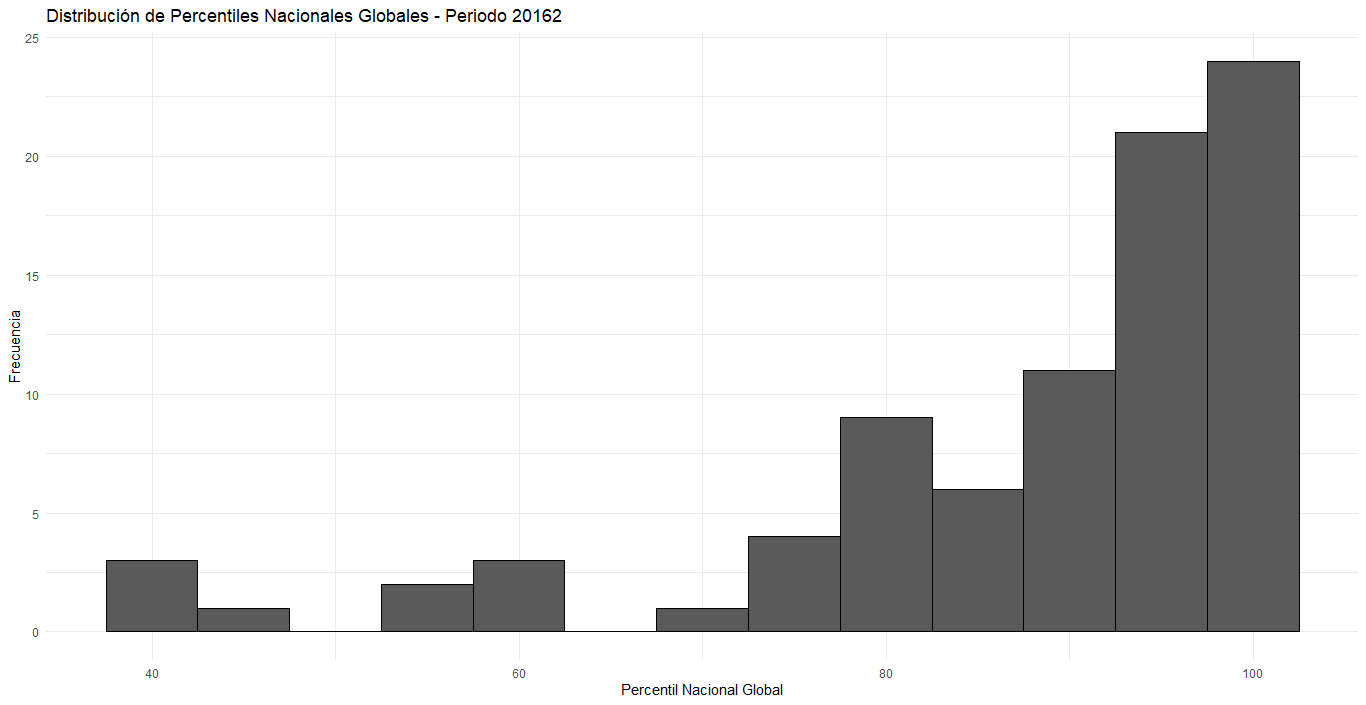 Distribución de Percentiles Nacionales Globales - Periodo 20162
25
20
15
10
5
0
Frecuencia
40 60 80 100
Percentil Nacional Global